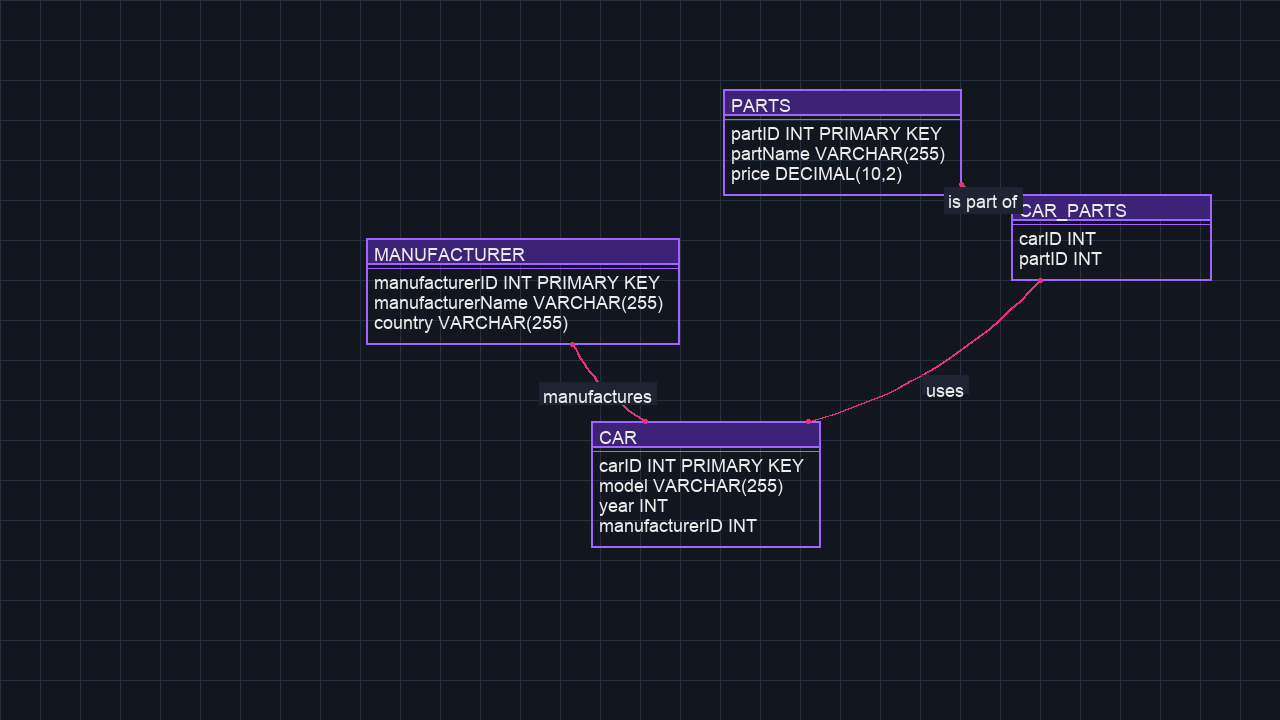 PARTS
partID INT PRIMARY KEY
partName VARCHAR(255)
price DECIMAL(10,2)
is part of
CAR_PARTS
carID INT
partID INT
MANUFACTURER
manufacturerID INT PRIMARY KEY
manufacturerName VARCHAR(255)
country VARCHAR(255)
manufactures
uses
CAR
carID INT PRIMARY KEY
model VARCHAR(255)
year INT
manufacturerID INT